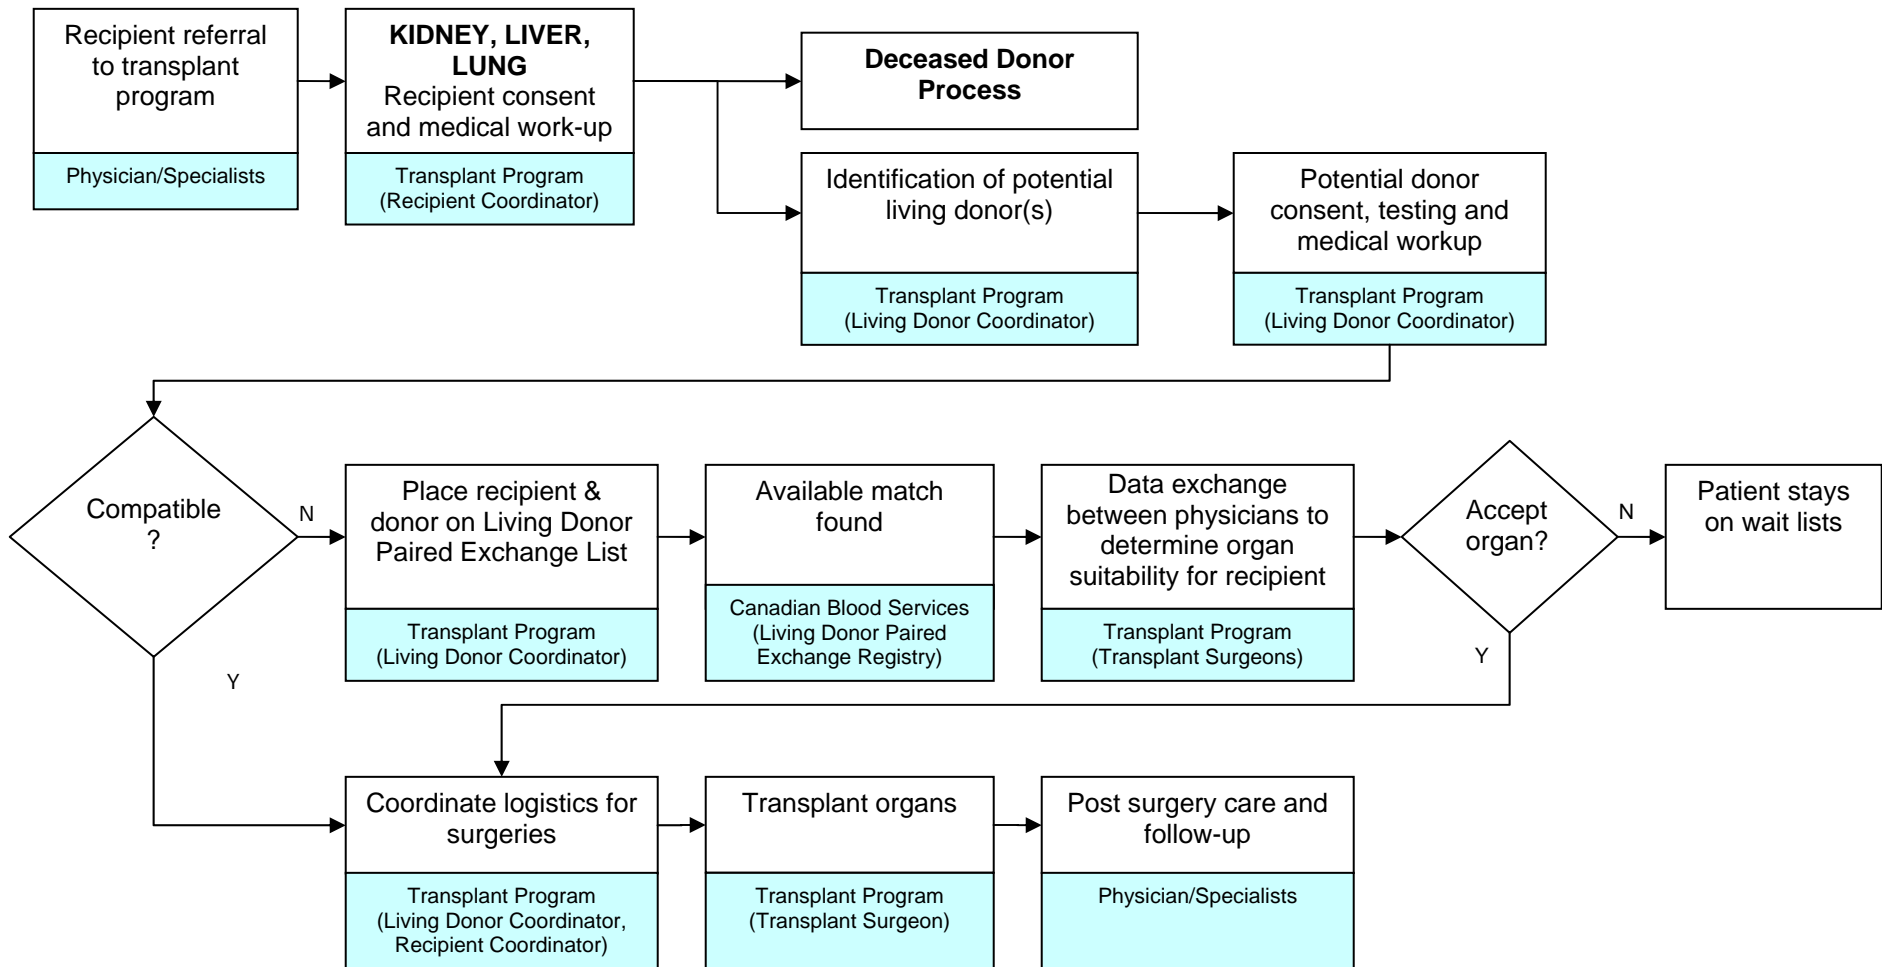 Recipient referral
to transplant
program
Physician/Specialists
KIDNEY, LIVER,
LUNG
Recipient consent
and medical work-up
Transplant Program
(Recipient Coordinator)
Deceased Donor
Process
Identification of potential
living donor(s)
Transplant Program
(Living Donor Coordinator)
Potential donor
consent, testing and
medical workup
Transplant Program
(Living Donor Coordinator)
Compatible
?
N
Y
Place recipient &
donor on Living Donor
Paired Exchange List
Transplant Program
(Living Donor Coordinator)
Available match
found
Canadian Blood Services
(Living Donor Paired
Exchange Registry)
Data exchange
between physicians to
determine organ
suitability for recipient
Transplant Program
(Transplant Surgeons)
Accept
organ?
N
Y
Patient stays
on wait lists
Coordinate logistics for
surgeries
Transplant Program
(Living Donor Coordinator,
Recipient Coordinator)
Transplant organs
Transplant Program
(Transplant Surgeon)
Post surgery care and
follow-up
Physician/Specialists